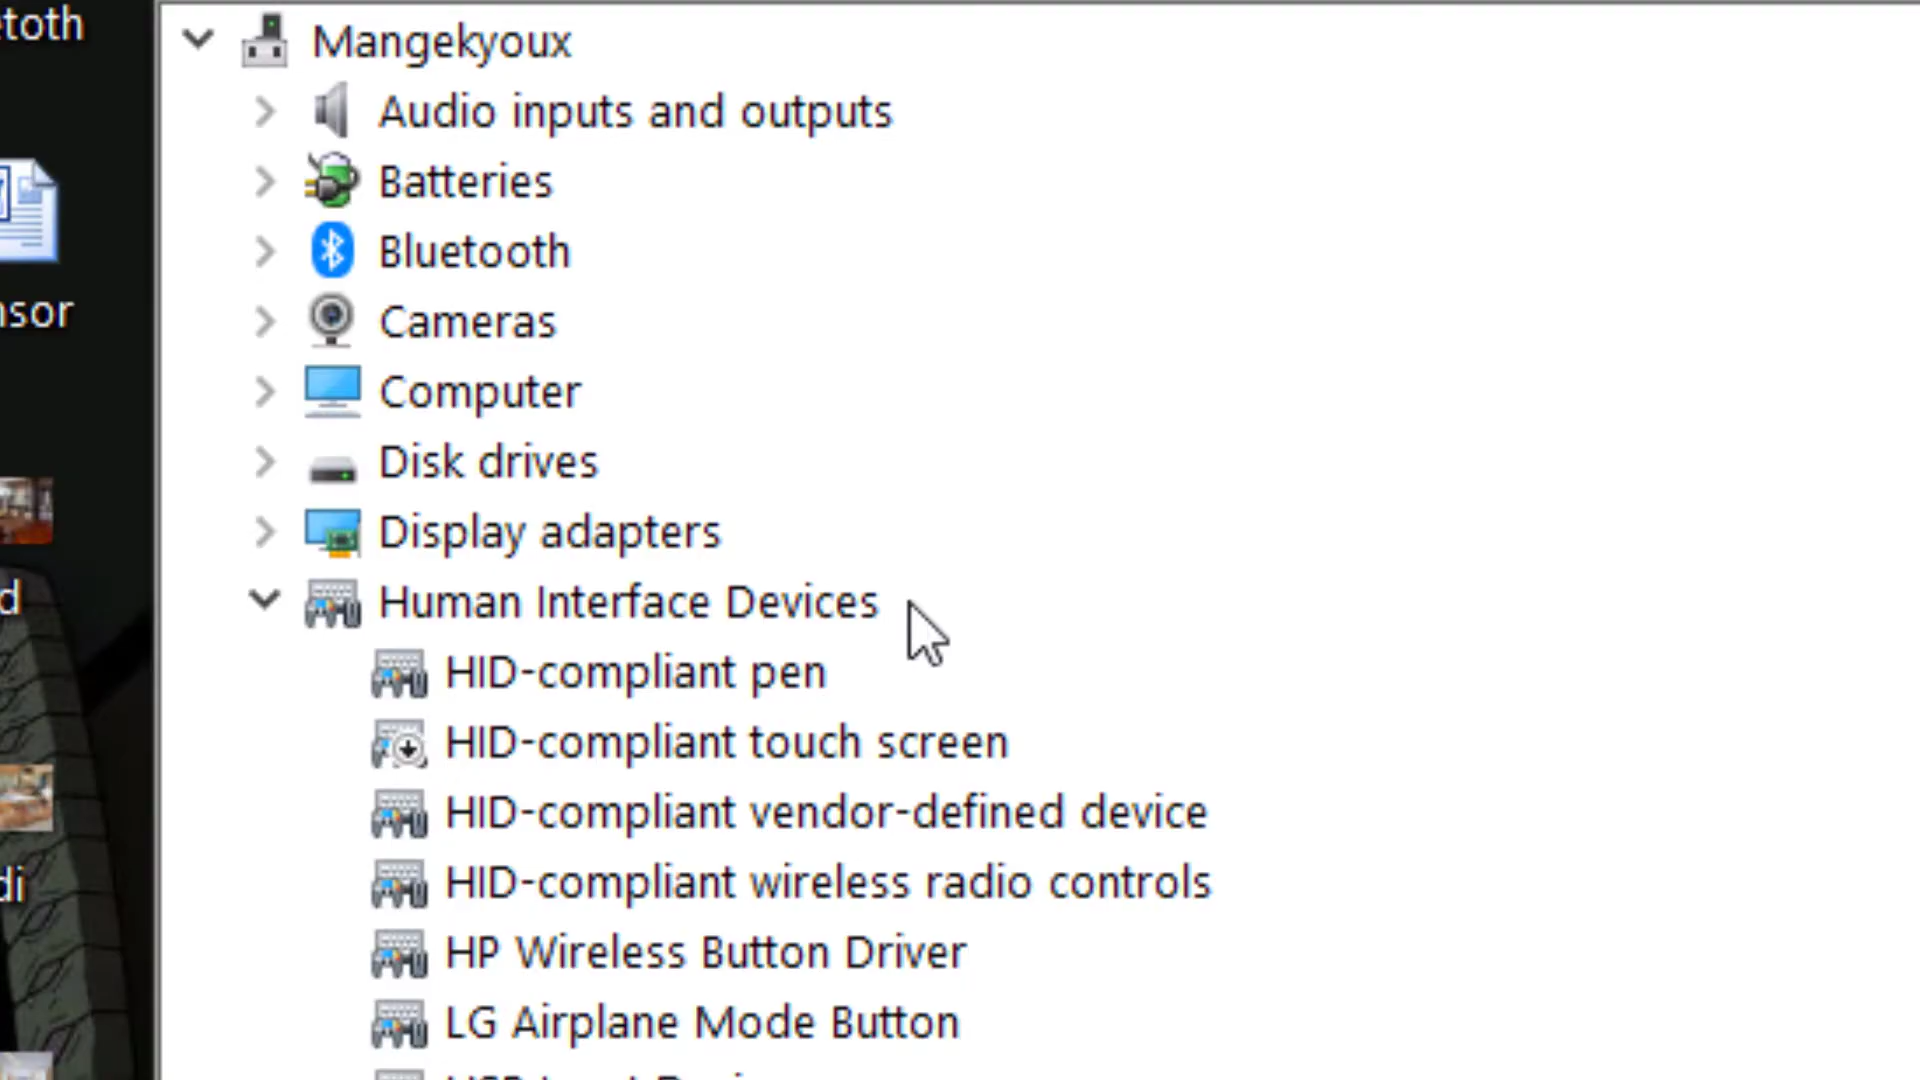 etoth
nsor
d
di
Mangekyoux
Audio inputs and outputs
Batteries
Bluetooth
Cameras
Computer
Disk drives
Display adapters
Human Interface Devices
HID-compliant pen
HID-compliant touch screen
HID-compliant vendor-defined device
HID-compliant wireless radio controls
HP Wireless Button Driver
LG Airplane Mode Button